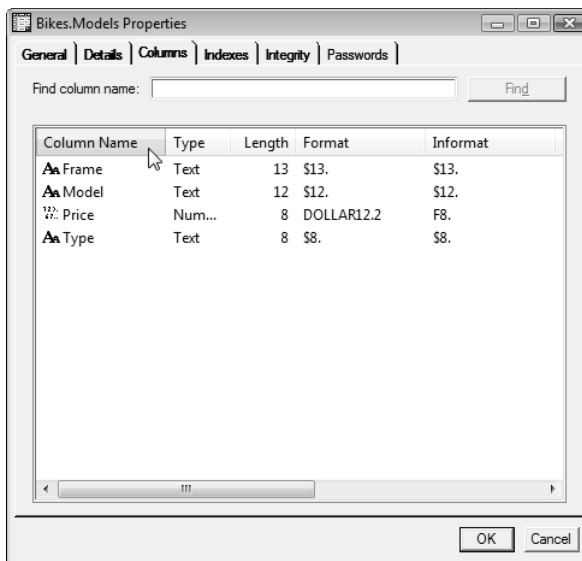 Bikes.Models Properties
General Details Columns Indexes Integrity Passwords
Find column name: Find
Column Name Type Length Format Informat
Frame Text 13 $13. $13.
Model Text 12 $12. $12.
Price Num... 8 DOLLAR12.2 F8.
Type Text 8 $8. $8.
OK Cancel